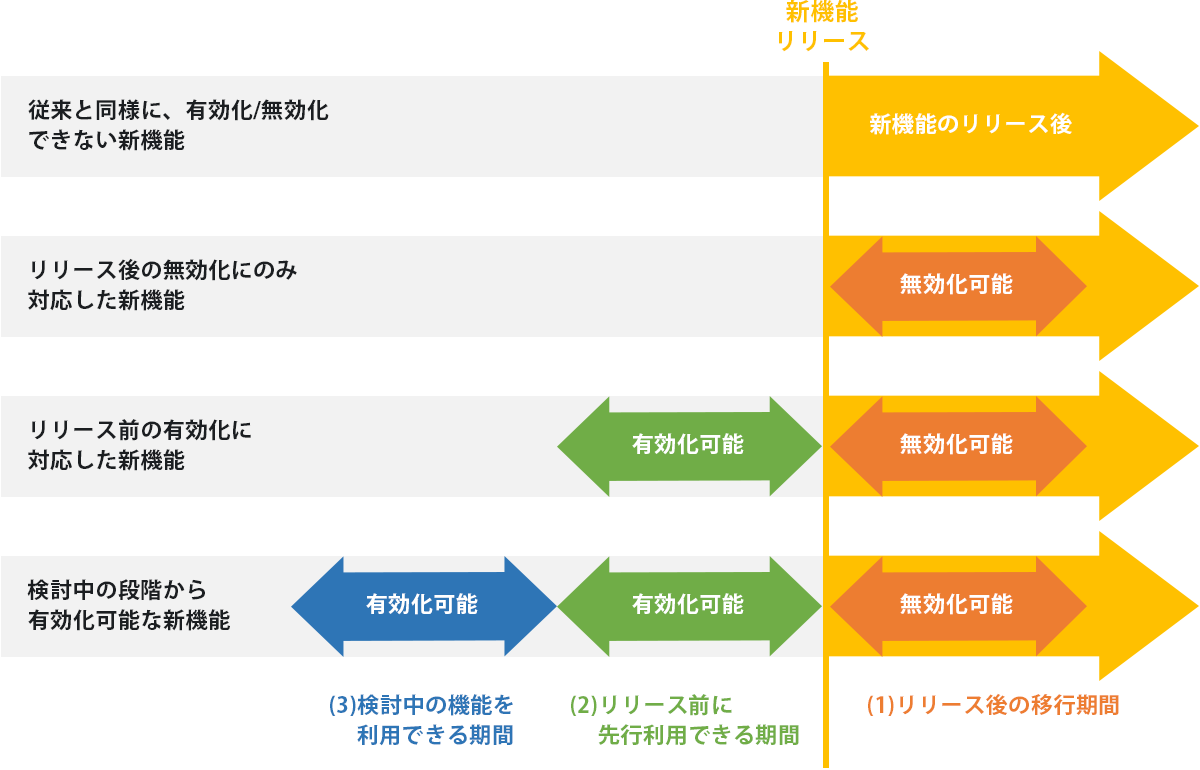 新機能
リリース
従来と同様に、有効化/無効化
できない新機能
新機能のリリース後
リリース後の無効化にのみ
対応した新機能
無効化可能
リリース前の有効化に
対応した新機能
有効化可能
無効化可能
検討中の段階から
有効化可能な新機能
有効化可能
有効化可能
無効化可能
(3)検討中の機能を
利用できる期間
(2)リリース前に
先行利用できる期間
(1)リリース後の移行期間